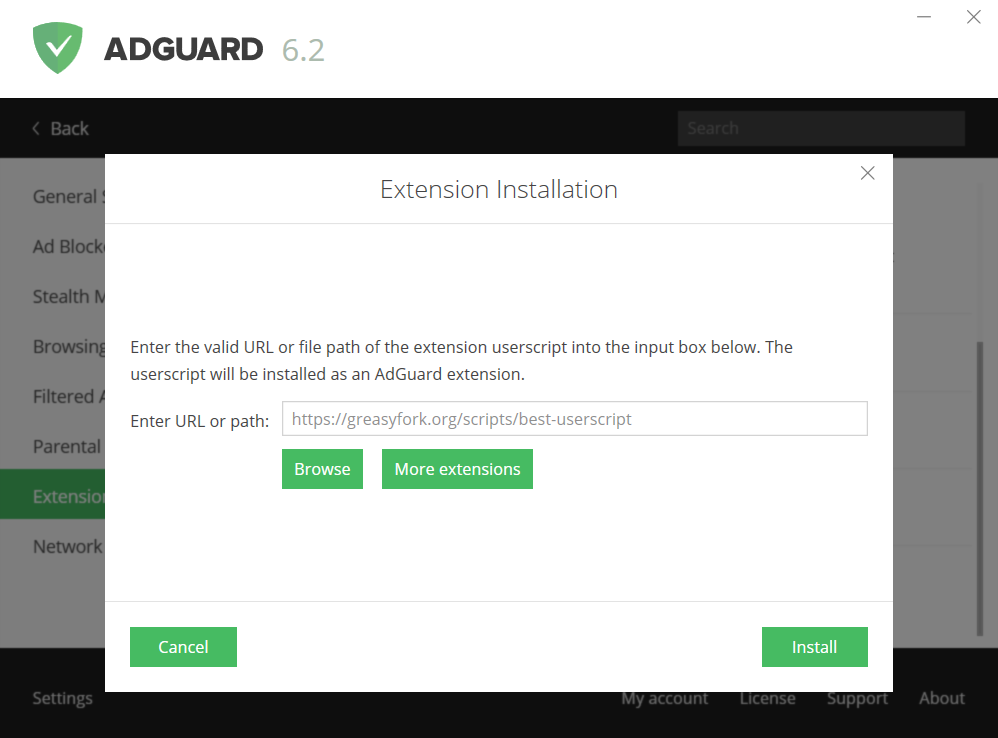 ADGUARD 6.2
Back
Search
Extension Installation
General
Ad Block
Stealth M
Browsing
Filtered A
Parental
Extension
Network
Enter the valid URL or file path of the extension userscript into the input box below. The
userscript will be installed as an AdGuard extension.
Enter URL or path: https://greasyfork.org/scripts/best-userscript
Browse More extensions
Cancel Install
Settings My account License Support About